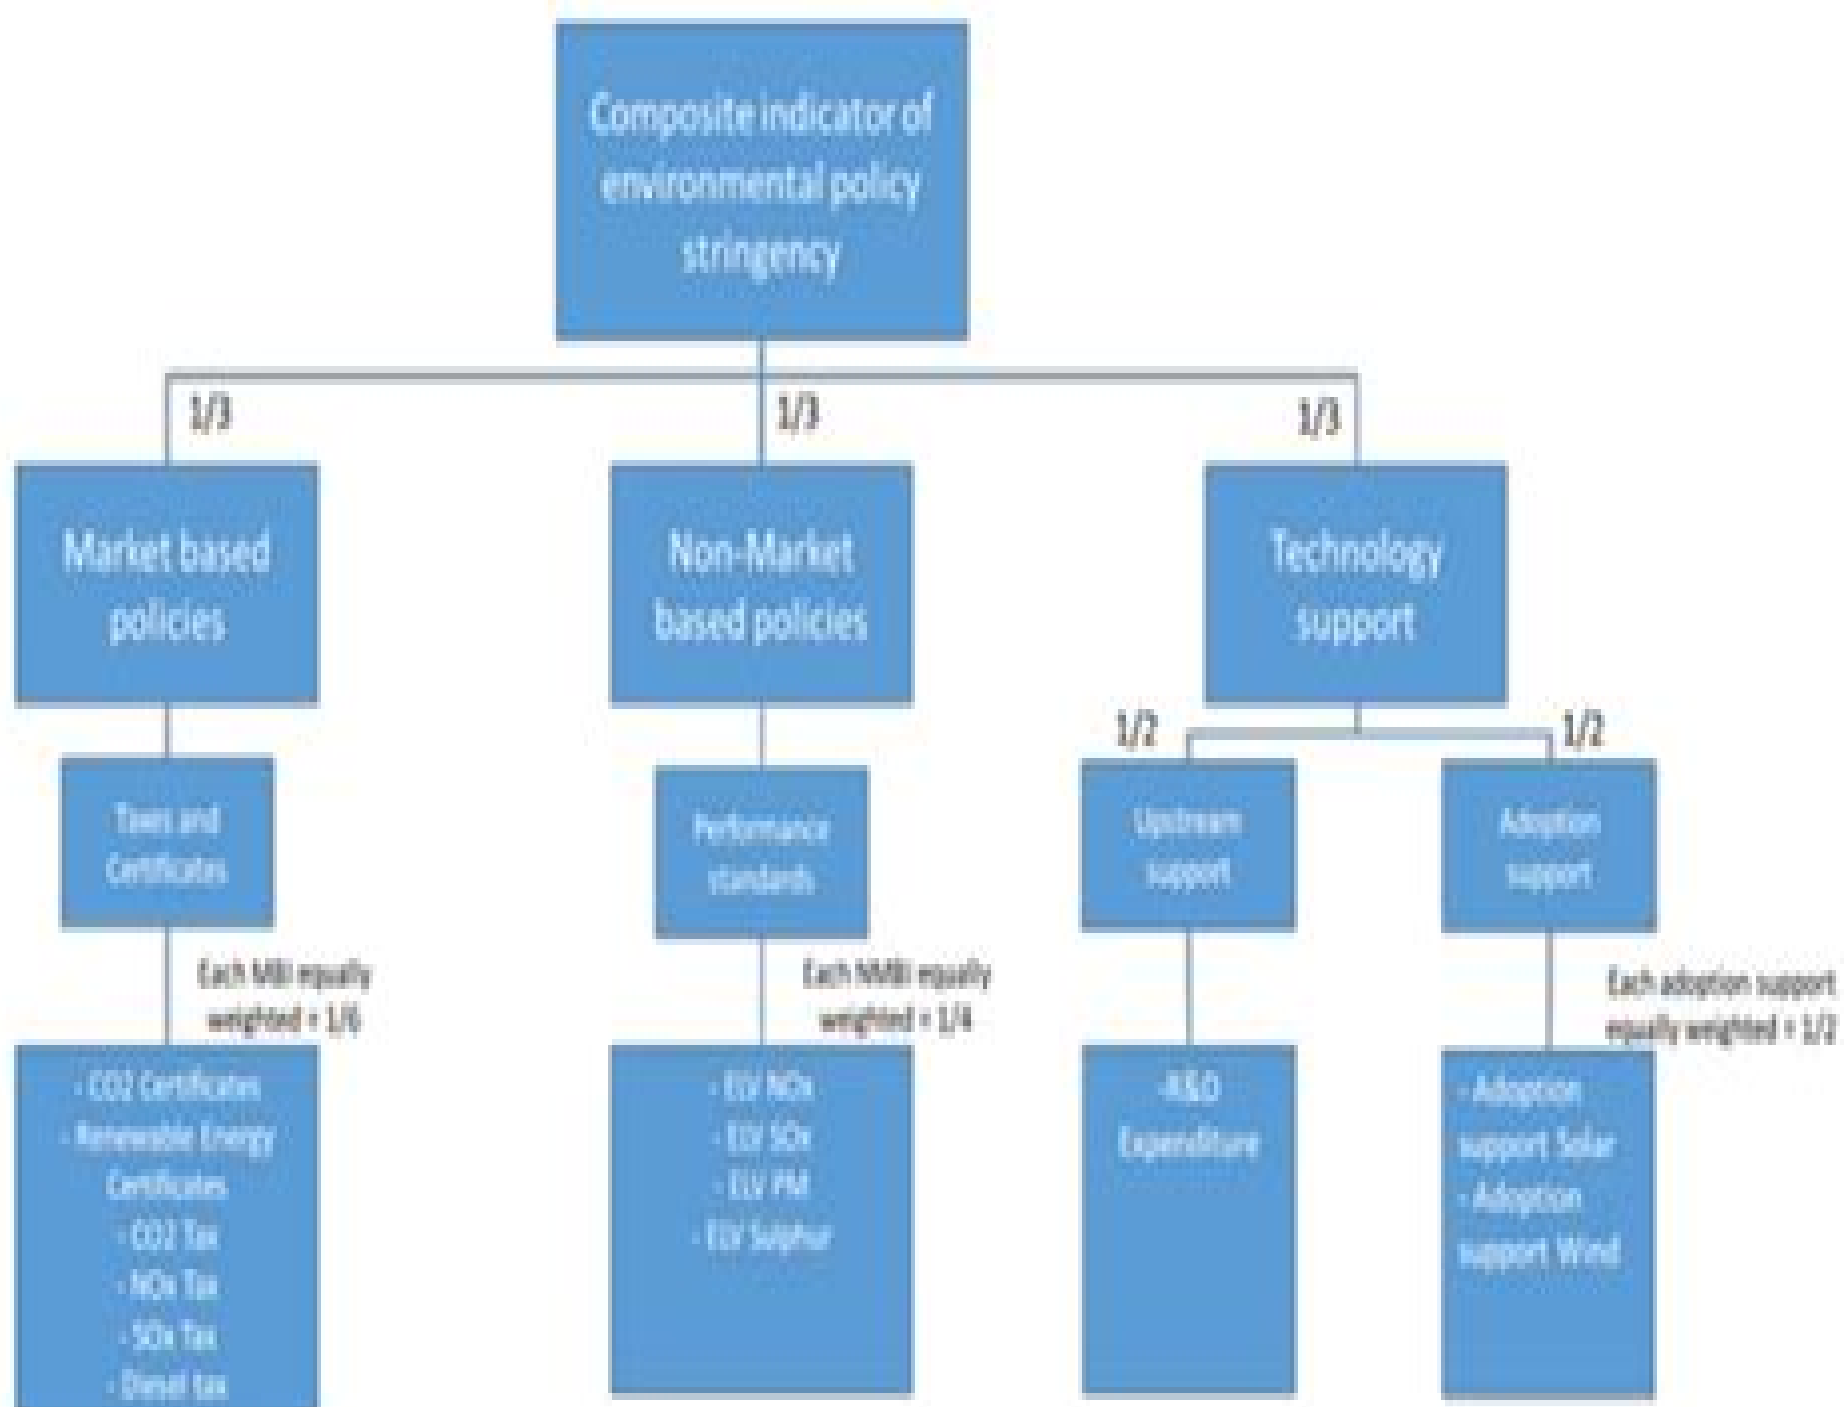 Composite indicator of
environmental policy
stringency
1/3
1/3
1/3
Market based
policies
Non-Market
based policies
Technology
support
1/2
1/2
Taxes and
Certificates
Performance
standards
Upstream
support
Adoption
support
Each MBI equally
weighted = 1/6
Each NMBI equally
weighted = 1/4
Each adoption support
equally weighted = 1/2
- CO2 Certificates
- Renewable Energy
Certificates
- CO2 Tax
- NOx Tax
- SOx Tax
- Diesel tax
- ELV NOx
- ELV SOx
- ELV PM
- ELV Sulphur
-R&D
Expenditure
- Adoption
support Solar
- Adoption
support Wind